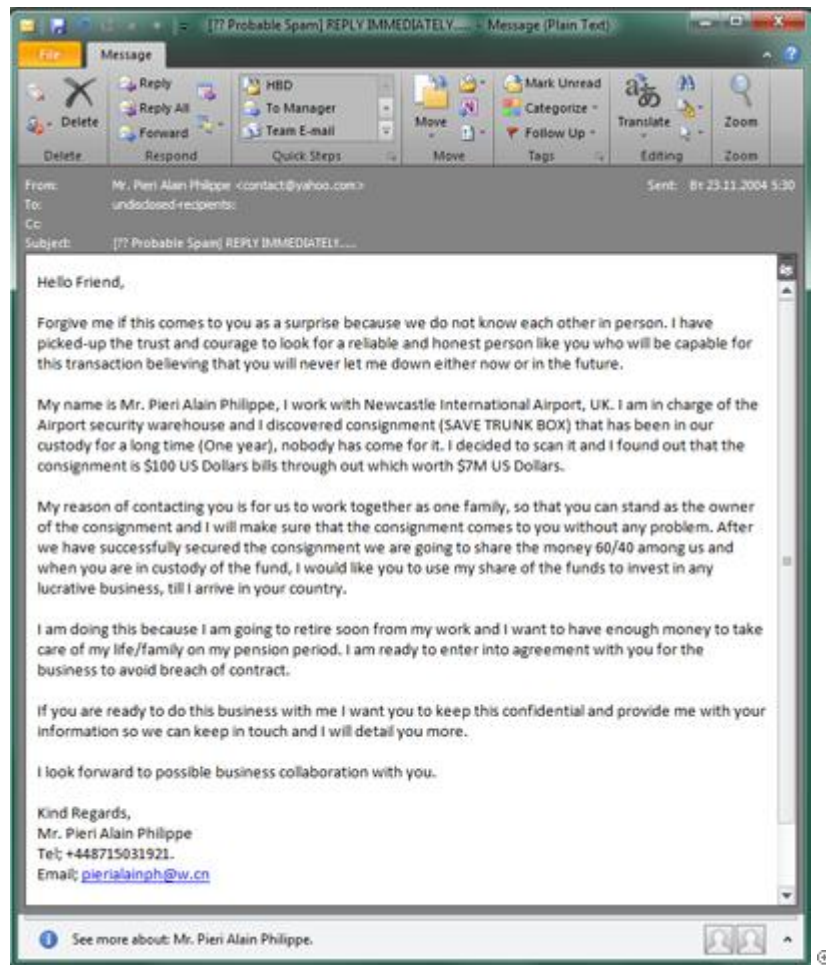 [?? Probable Spam] REPLY IMMEDIATELY..... - Message (Plain Text)
File Message
Delete
Reply
Reply All
Forward
HBD
To Manager
Team E-mail
Move
Mark Unread
Categorize
Follow Up
Translate
Zoom
Delete Respond Quick Steps Move Tags Editing Zoom
From: Mr. Pieri Alain Philippe <contact@yahoo.com> Sent: Вт 23.11.2004 5:30
To: undisclosed-recipients:
Cc:
Subject: [?? Probable Spam] REPLY IMMEDIATELY.....
Hello Friend,
Forgive me if this comes to you as a surprise because we do not know each other in person. I have
picked-up the trust and courage to look for a reliable and honest person like you who will be capable for
this transaction believing that you will never let me down either now or in the future.
My name is Mr. Pieri Alain Philippe, I work with Newcastle International Airport, UK. I am in charge of the
Airport security warehouse and I discovered consignment (SAVE TRUNK BOX) that has been in our
custody for a long time (One year), nobody has come for it. I decided to scan it and I found out that the
consignment is $100 US Dollars bills through out which worth $7M US Dollars.
My reason of contacting you is for us to work together as one family, so that you can stand as the owner
of the consignment and I will make sure that the consignment comes to you without any problem. After
we have successfully secured the consignment we are going to share the money 60/40 among us and
when you are in custody of the fund, I would like you to use my share of the funds to invest in any
lucrative business, till I arrive in your country.
I am doing this because I am going to retire soon from my work and I want to have enough money to take
care of my life/family on my pension period. I am ready to enter into agreement with you for the
business to avoid breach of contract.
If you are ready to do this business with me I want you to keep this confidential and provide me with your
information so we can keep in touch and I will detail you more.
I look forward to possible business collaboration with you.
Kind Regards,
Mr. Pieri Alain Philippe
Tel; +448715031921.
Email; pierialainph@w.cn
See more about: Mr. Pieri Alain Philippe.